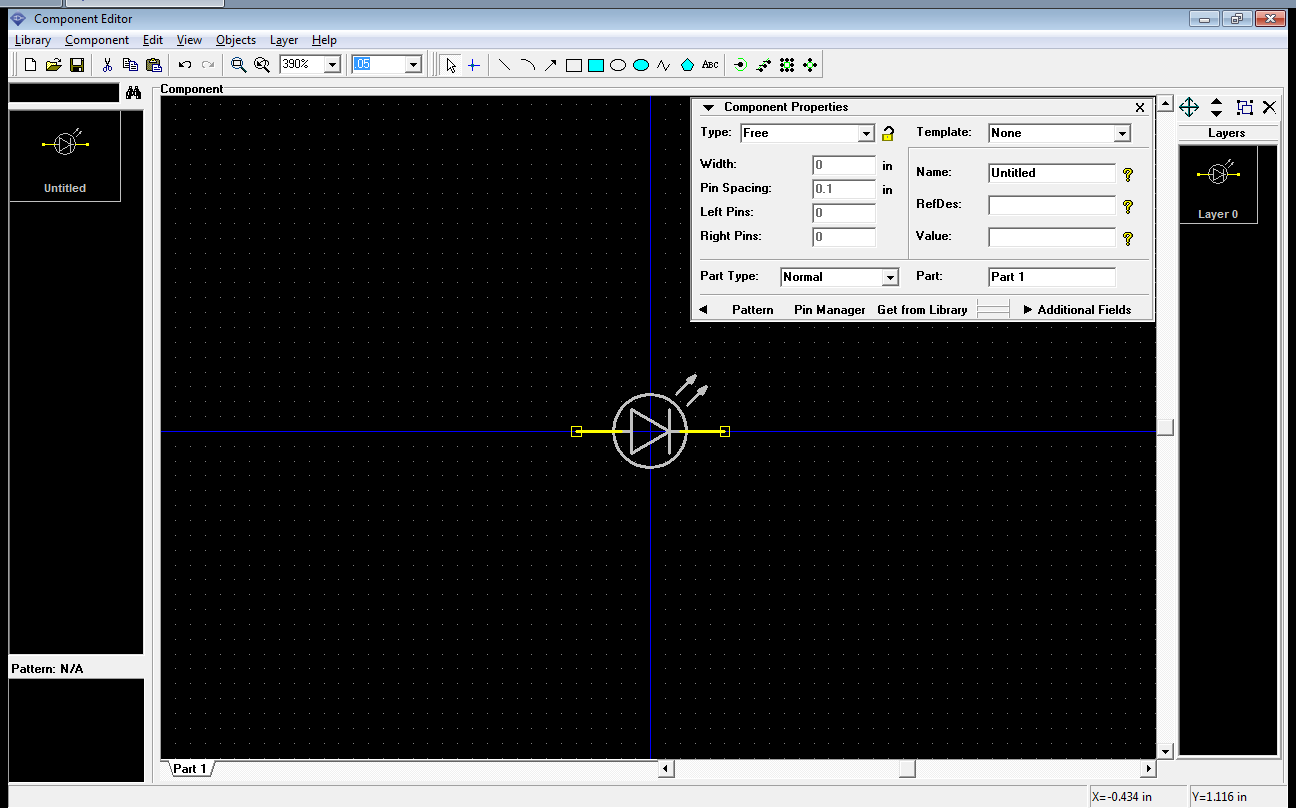 Component Editor
Library Component Edit View Objects Layer Help
390% .05 ABC
Component
Untitled
Pattern: N/A
Component Properties
Type: Free Template: None
Width: 0 in
Pin Spacing: 0.1 in
Left Pins: 0
Right Pins: 0
Name: Untitled
RefDes:
Value:
Part Type: Normal Part: Part 1
Pattern Pin Manager Get from Library Additional Fields
Layers
Layer 0
Part 1
X=-0.434 in Y=1.116 in